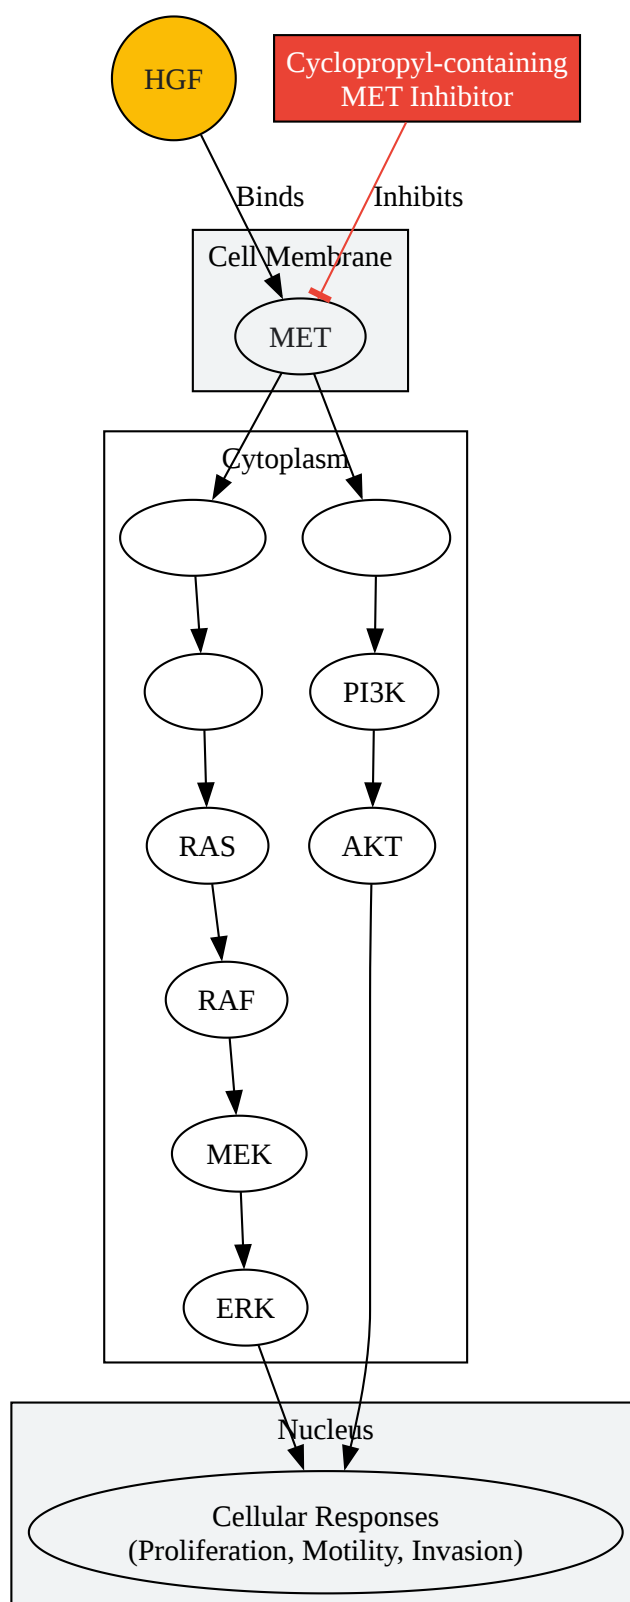 HGF
Cyclopropyl-containing
MET Inhibitor
Binds
Inhibits
Cell Membrane
MET
Cytoplasm
PI3K
RAS
AKT
RAF
MEK
ERK
Nucleus
Cellular Responses
(Proliferation, Motility, Invasion)